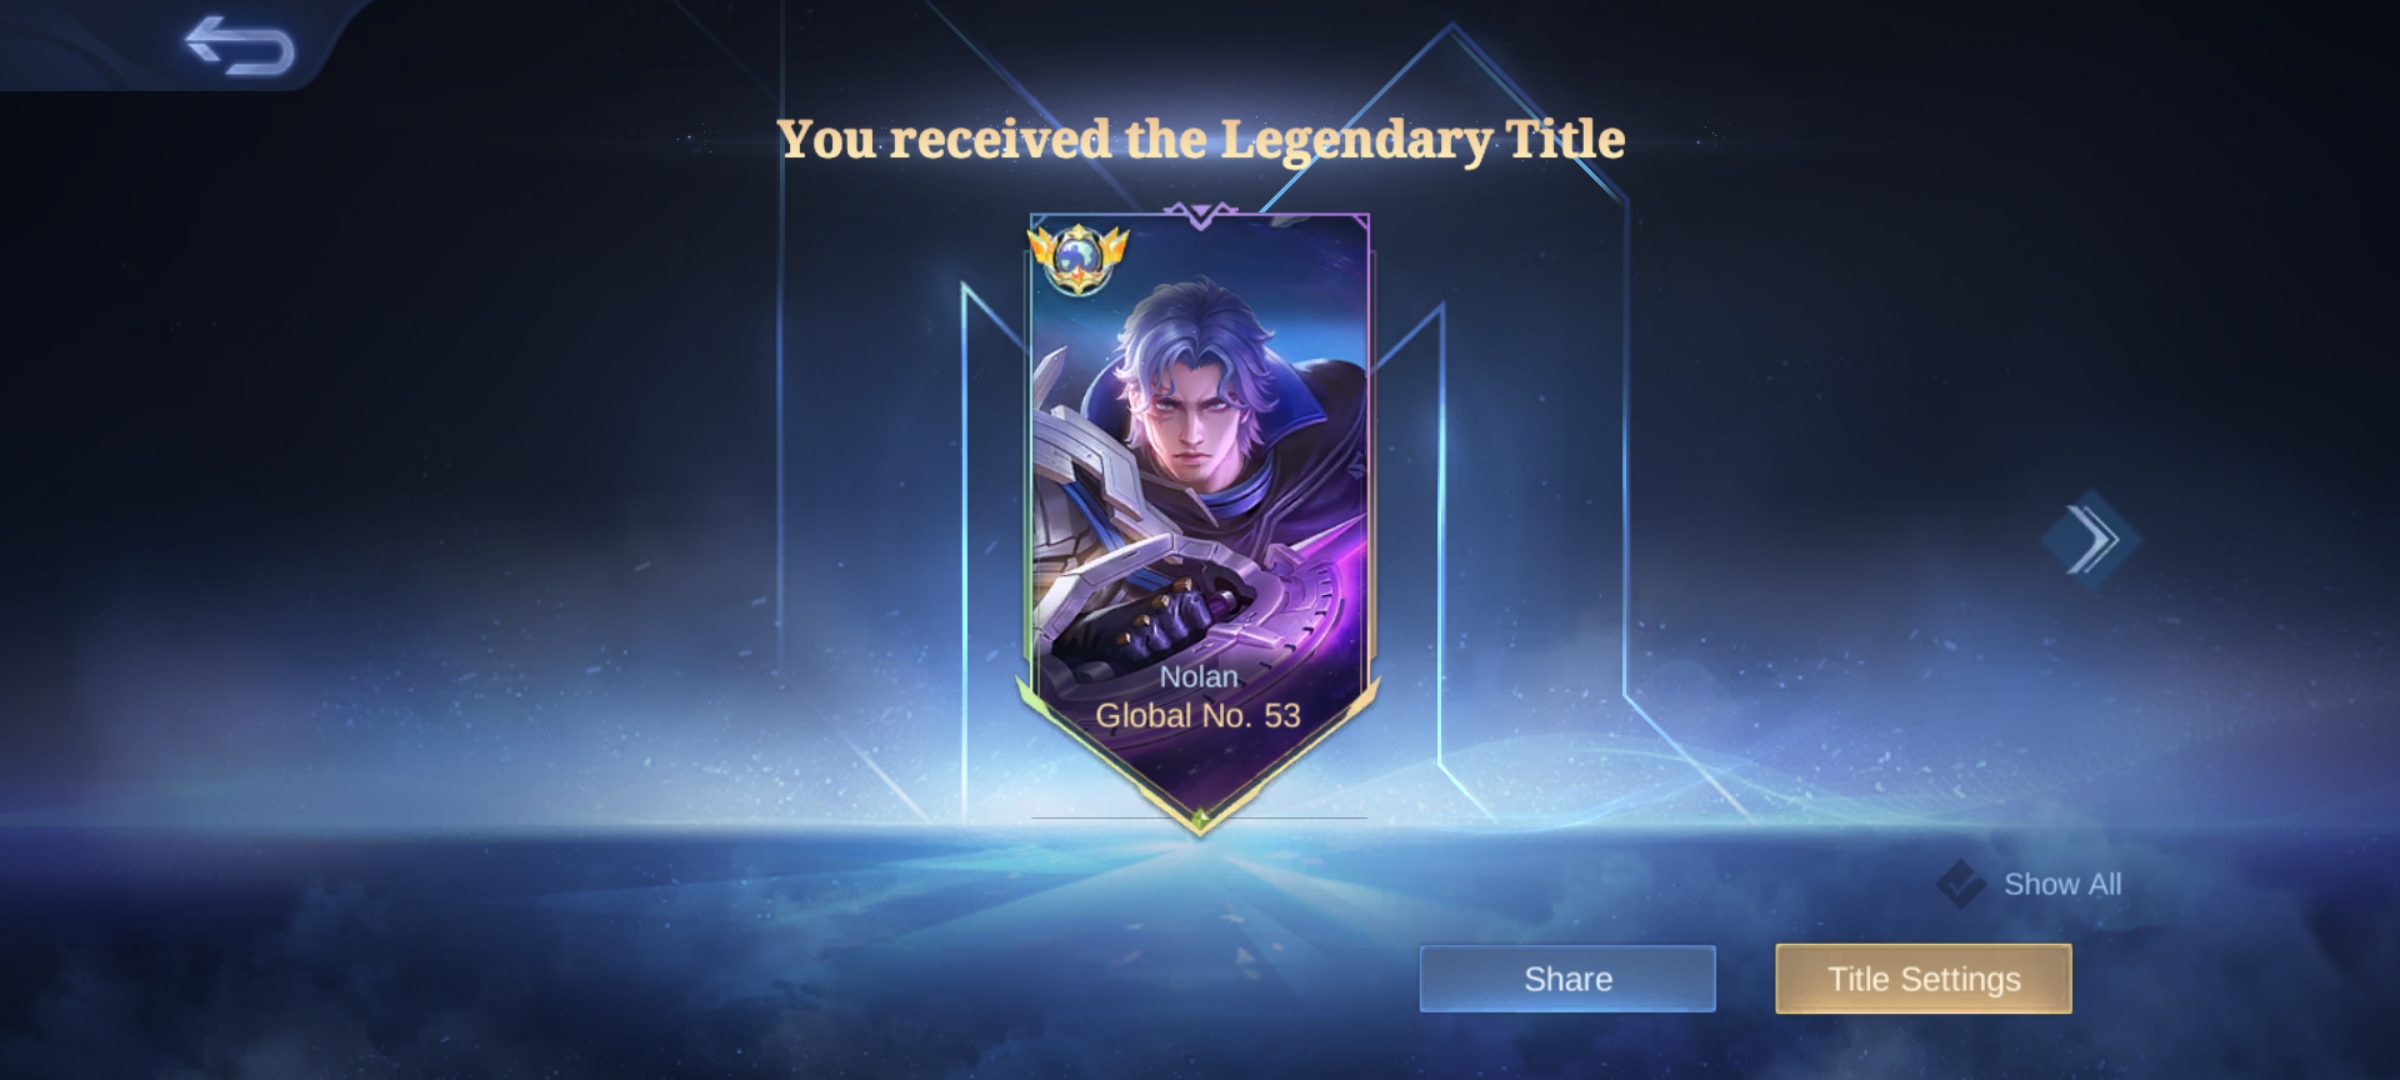 You received the Legendary Title
Nolan
Global No. 53
Show All
Share
Title Settings